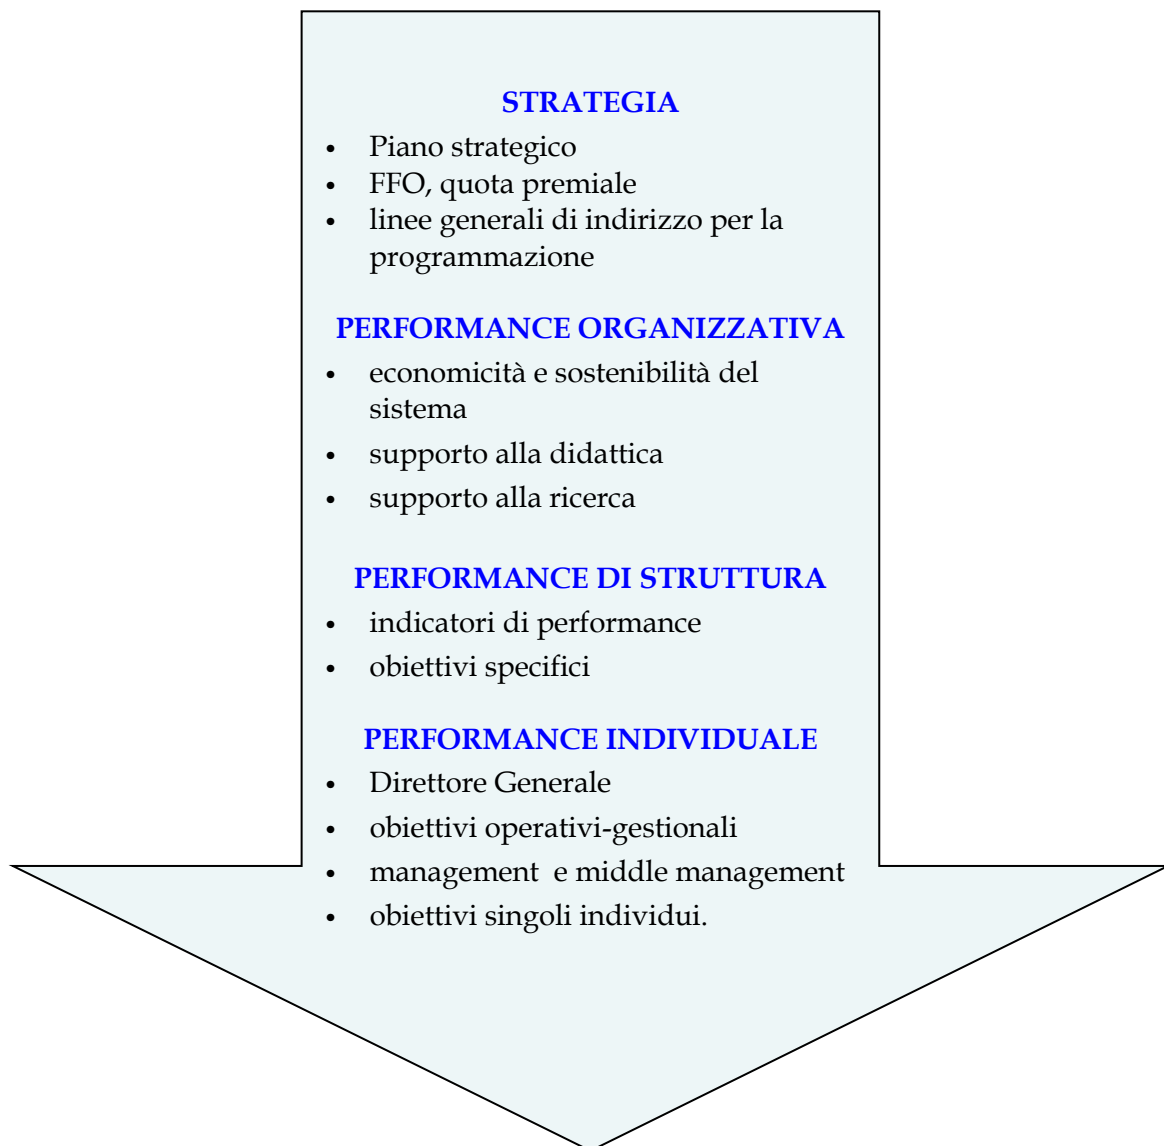 STRATEGIA
• Piano strategico
• FFO, quota premiale
• linee generali di indirizzo per la
programmazione
PERFORMANCE ORGANIZZATIVA
• economicità e sostenibilità del
sistema
• supporto alla didattica
• supporto alla ricerca
PERFORMANCE DI STRUTTURA
• indicatori di performance
• obiettivi specifici
PERFORMANCE INDIVIDUALE
• Direttore Generale
• obiettivi operativi-gestionali
• management e middle management
• obiettivi singoli individui.